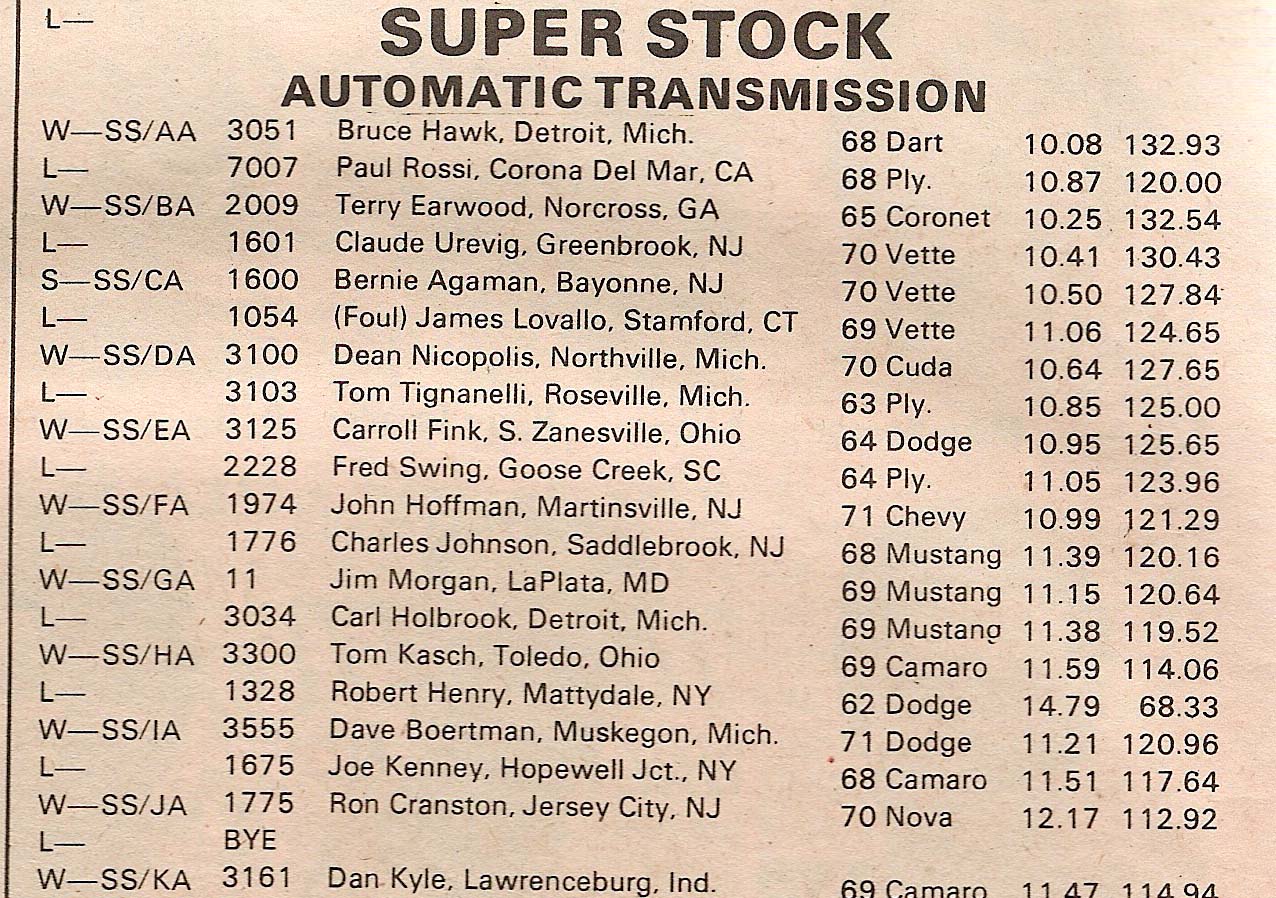 L—
SUPER STOCK
AUTOMATIC TRANSMISSION
W—SS/AA 3051 Bruce Hawk, Detroit, Mich. 68 Dart 10.08 132.93
L— 7007 Paul Rossi, Corona Del Mar, CA 68 Ply. 10.87 120.00
W—SS/BA 2009 Terry Earwood, Norcross, GA 65 Coronet 10.25 132.54
L— 1601 Claude Urevig, Greenbrook, NJ 70 Vette 10.41 130.43
S—SS/CA 1600 Bernie Agaman, Bayonne, NJ 70 Vette 10.50 127.84
L— 1054 (Foul) James Lovallo, Stamford, CT 69 Vette 11.06 124.65
W—SS/DA 3100 Dean Nicopolis, Northville, Mich. 70 Cuda 10.64 127.65
L— 3103 Tom Tignanelli, Roseville, Mich. 63 Ply. 10.85 125.00
W—SS/EA 3125 Carroll Fink, S. Zanesville, Ohio 64 Dodge 10.95 125.65
L— 2228 Fred Swing, Goose Creek, SC 64 Ply. 11.05 123.96
W—SS/FA 1974 John Hoffman, Martinsville, NJ 71 Chevy 10.99 121.29
L— 1776 Charles Johnson, Saddlebrook, NJ 68 Mustang 11.39 120.16
W—SS/GA 11 Jim Morgan, LaPlata, MD 69 Mustang 11.15 120.64
L— 3034 Carl Holbrook, Detroit, Mich. 69 Mustang 11.38 119.52
W—SS/HA 3300 Tom Kasch, Toledo, Ohio 69 Camaro 11.59 114.06
L— 1328 Robert Henry, Mattydale, NY 62 Dodge 14.79 68.33
W—SS/IA 3555 Dave Boertman, Muskegon, Mich. 71 Dodge 11.21 120.96
L— 1675 Joe Kenney, Hopewell Jct., NY 68 Camaro 11.51 117.64
W—SS/JA 1775 Ron Cranston, Jersey City, NJ 70 Nova 12.17 112.92
L— BYE
W—SS/KA 3161 Dan Kyle, Lawrenceburg, Ind. 69 Camaro 11.47 114.94